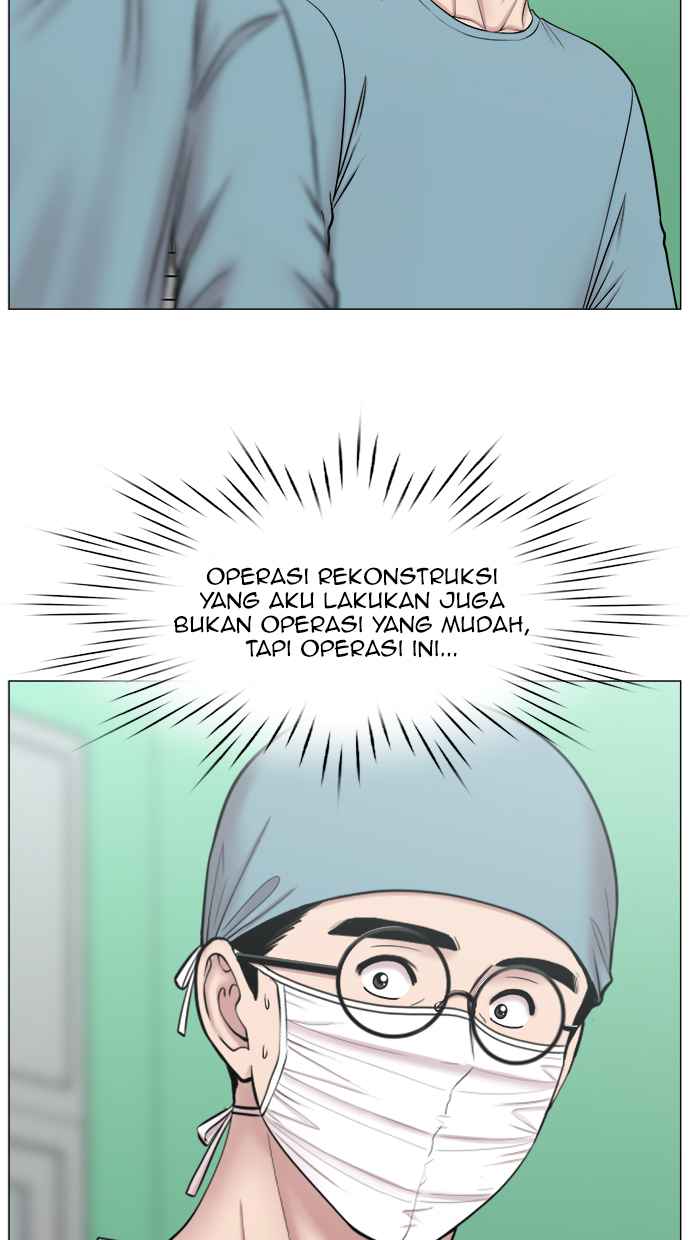 OPERASI REKONSTRUKSI
YANG AKU LAKUKAN JUGA
BUKAN OPERASI YANG MUDAH,
TAPI OPERASI INI...